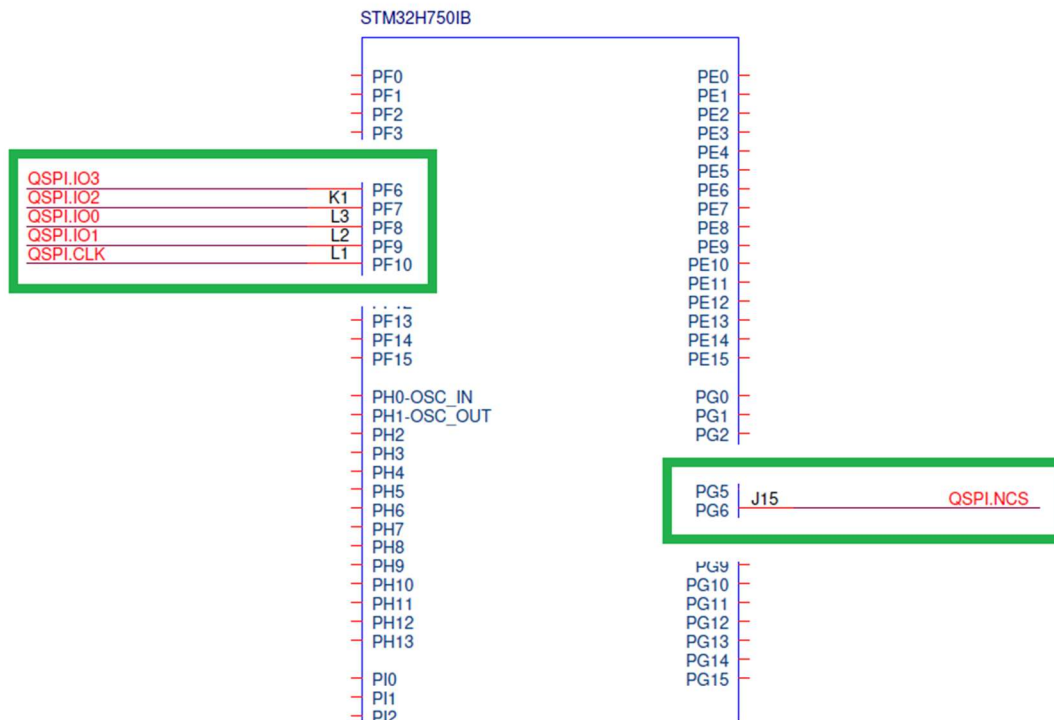 STM32H750IB
PF0
PF1
PF2
PF3
QSPI.IO3
PF6
QSPI.IO2 K1
PF7
QSPI.IO0 L3
PF8
QSPI.IO1 L2
PF9
QSPI.CLK L1
PF10
PF13
PF14
PF15
PH0-OSC_IN
PH1-OSC_OUT
PH2
PH3
PH4
PH5
PH6
PH7
PH8
PH9
PH10
PH11
PH12
PH13
PI0
PI1
PI2
PE0
PE1
PE2
PE3
PE4
PE5
PE6
PE7
PE8
PE9
PE10
PE11
PE12
PE13
PE14
PE15
PG0
PG1
PG2
PG5
J15 QSPI.NCS
PG6
PG9
PG10
PG11
PG12
PG13
PG14
PG15